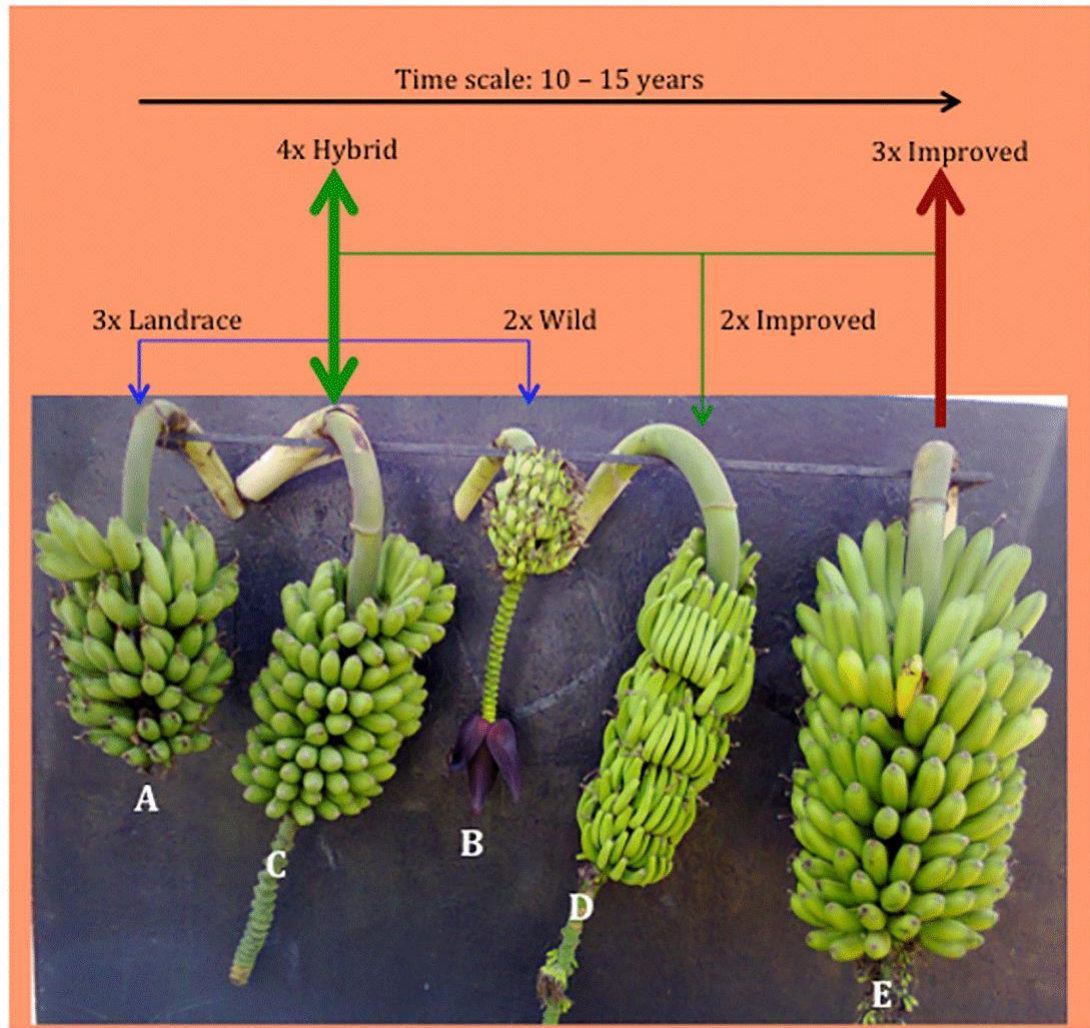 Time scale: 10 – 15 years
4x Hybrid
3x Improved
3x Landrace
2x Wild
2x Improved
A
C
B
D
E